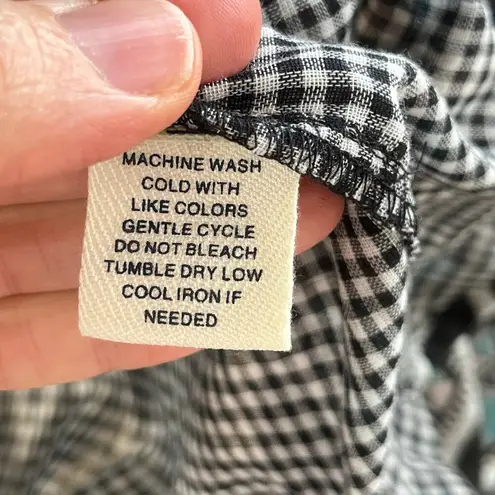 MACHINE WASH
COLD WITH
LIKE COLORS
GENTLE CYCLE
DO NOT BLEACH
TUMBLE DRY LOW
COOL IRON IF
NEEDED